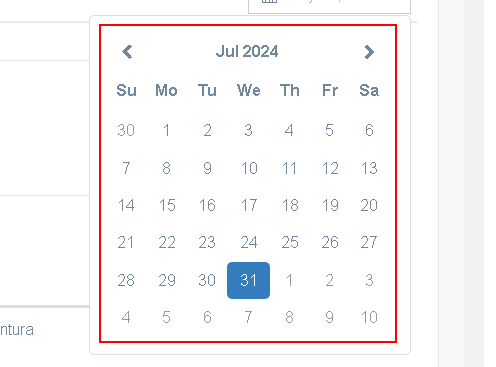 Jul 2024
Su Mo Tu We Th Fr Sa
30 1 2 3 4 5 6
7 8 9 10 11 12 13
14 15 16 17 18 19 20
21 22 23 24 25 26 27
28 29 30 31 1 2 3
4 5 6 7 8 9 10
ntura